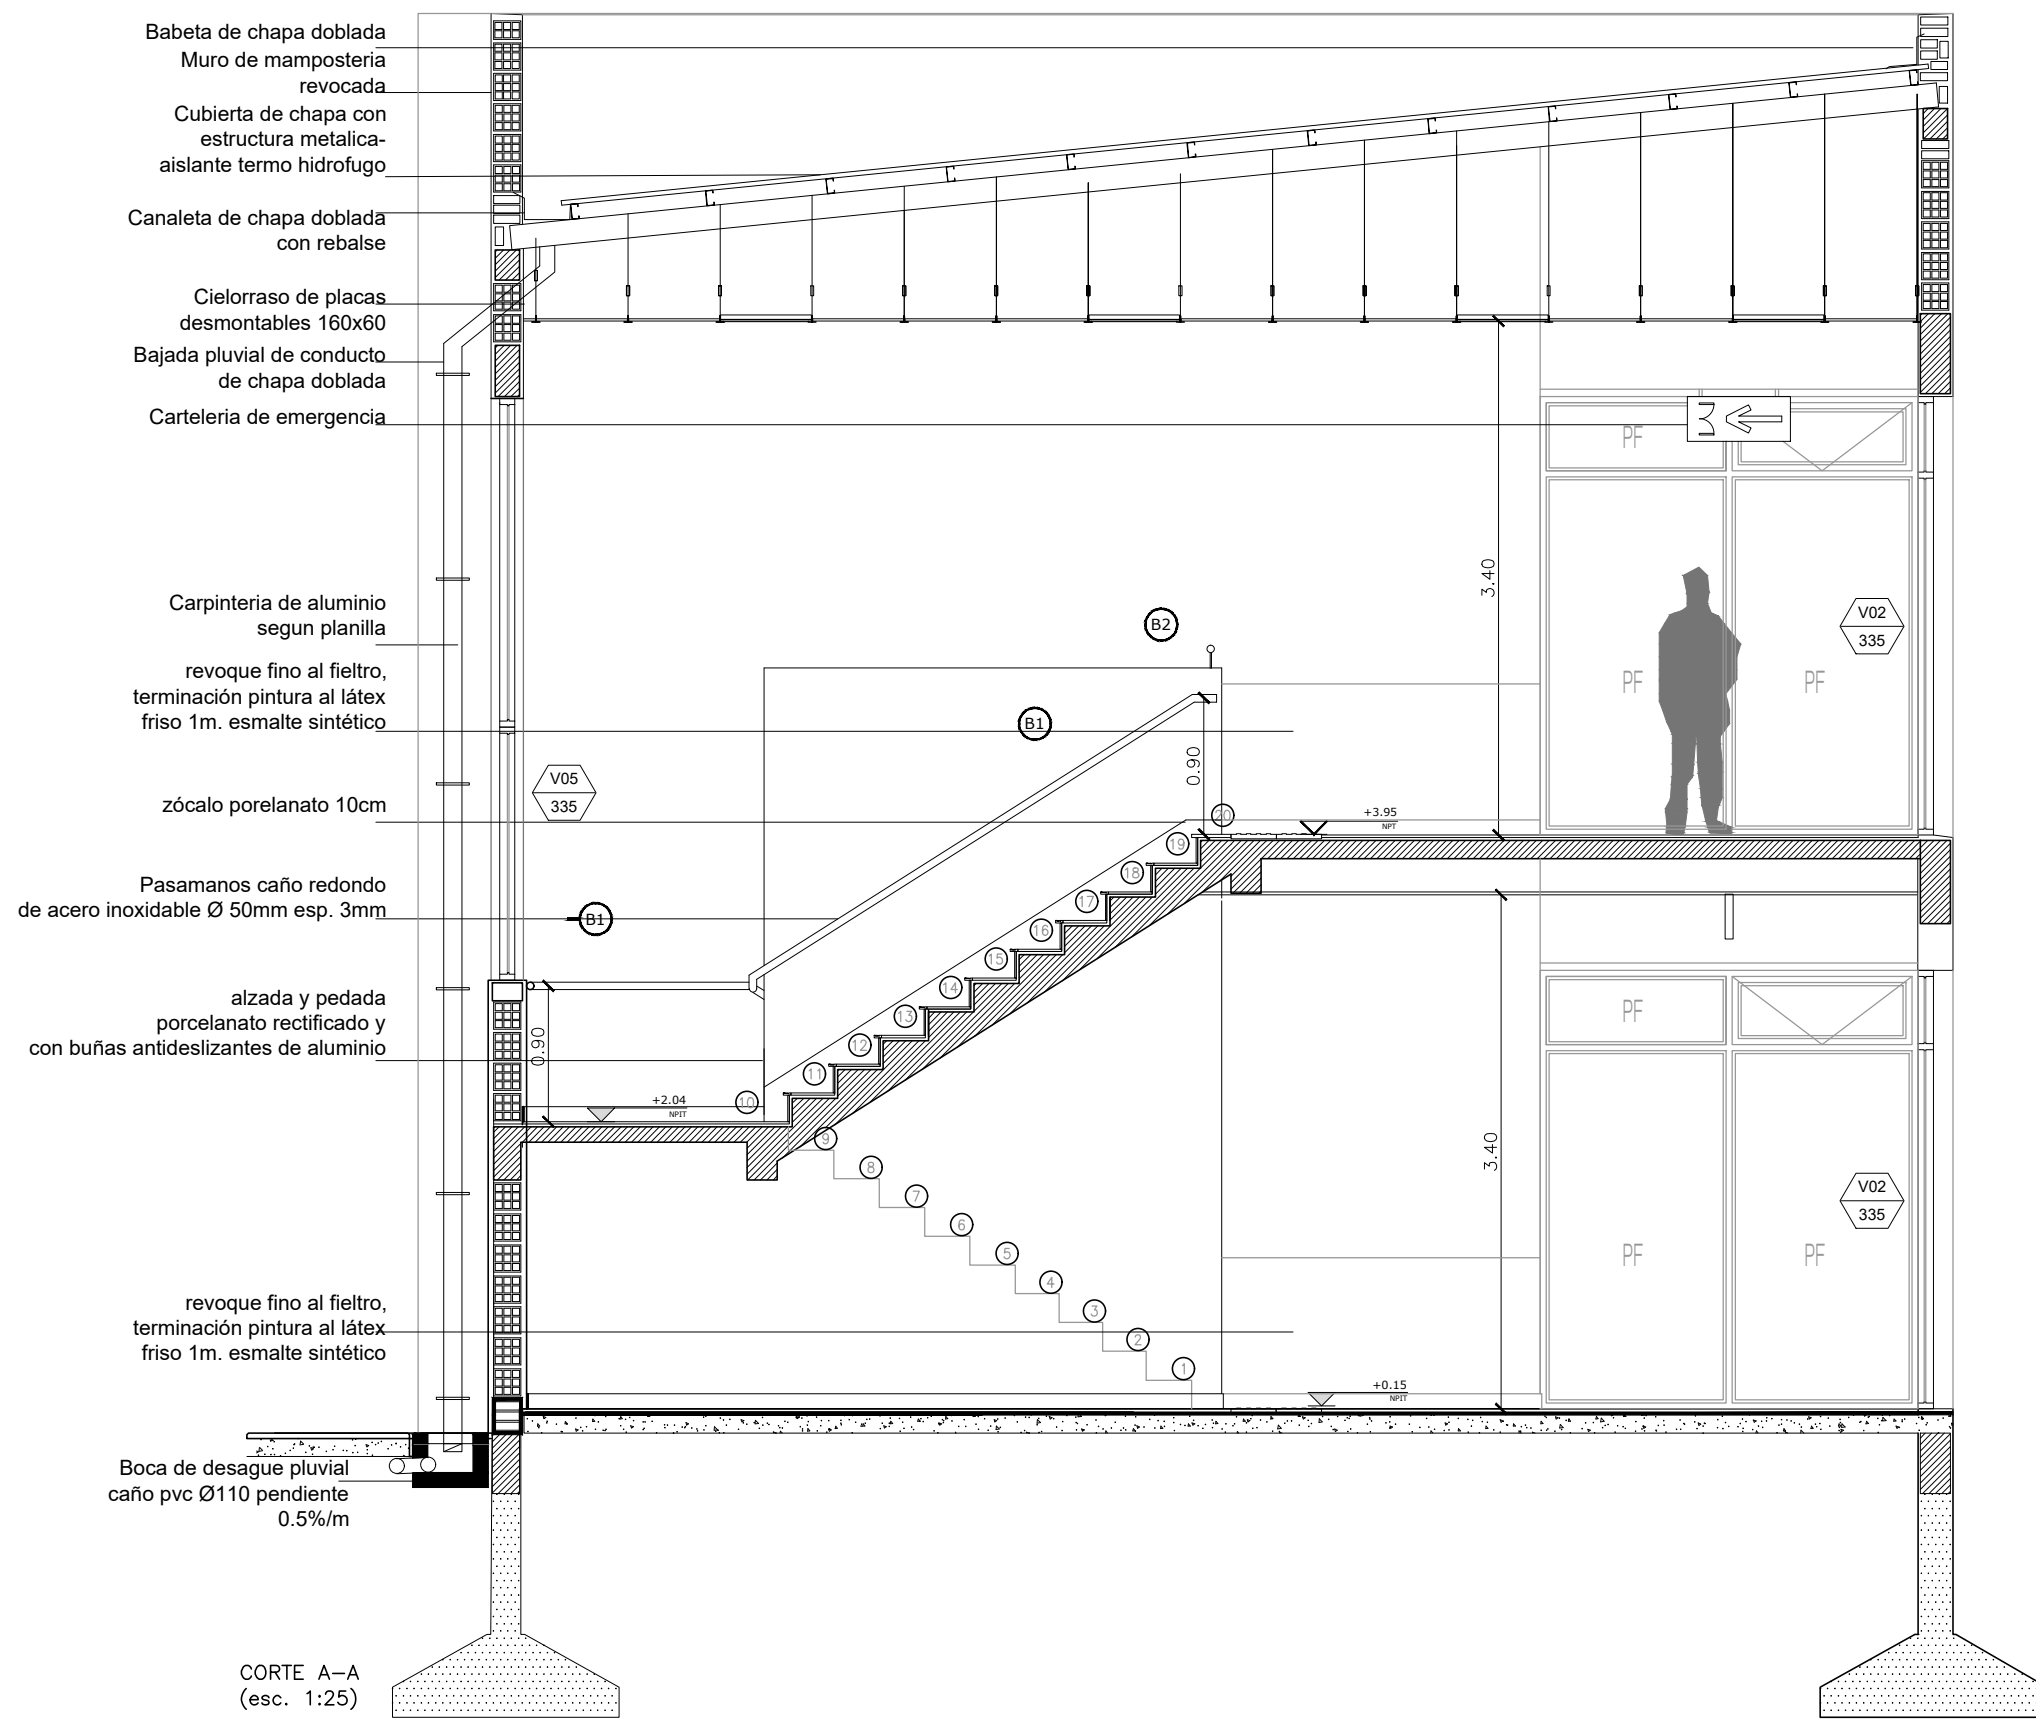 Babeta de chapa doblada
Muro de mamposteria
revocada
Cubierta de chapa con
estructura metalica-
aislante termo hidrofugo
Canaleta de chapa doblada
con rebalse
Cielorraso de placas
desmontables 160x60
Bajada pluvial de conducto
de chapa doblada
Carteleria de emergencia
PF
3.40
Carpinteria de aluminio
segun planilla
V02
335
B2
revoque fino al fieltro,
terminación pintura al látex
friso 1m. esmalte sintético
PF
PF
B1
0.90
V05
335
zócalo porelanato 10cm
+3.95
NPT
20
19
18
17
16
15
14
13
12
11
10
Pasamanos caño redondo
de acero inoxidable Ø 50mm esp. 3mm
B1
alzada y pedada
porcelanato rectificado y
con buñas antideslizantes de aluminio
0.90
+2.04
NPIT
PF
3.40
9
8
7
6
5
4
3
2
1
V02
335
PF
PF
revoque fino al fieltro,
terminación pintura al látex
friso 1m. esmalte sintético
+0.15
NPIT
Boca de desague pluvial
caño pvc Ø110 pendiente
0.5%/m
CORTE A-A
(esc. 1:25)